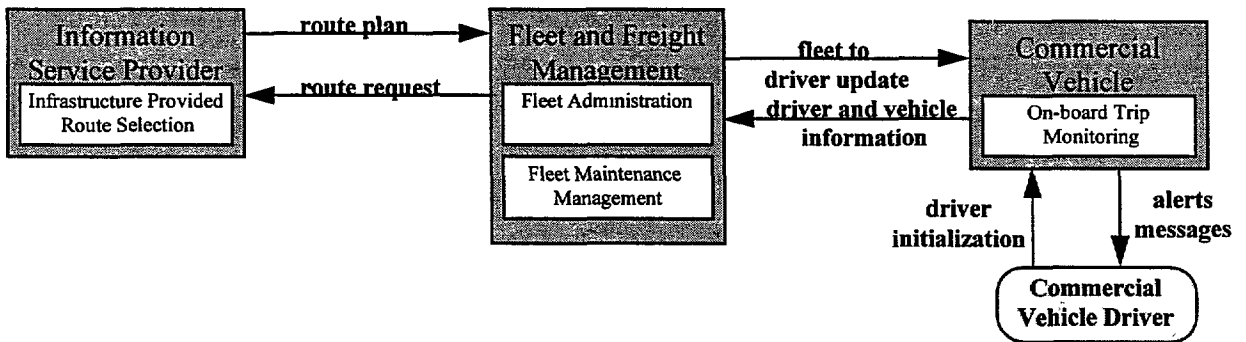 Information
Service Provider
Infrastructure Provided
Route Selection
route plan
route request
Fleet and Freight
Management
Fleet Administration
Fleet Maintenance
Management
fleet to
driver update
driver and vehicle
information
Commercial
Vehicle
On-board Trip
Monitoring
driver
initialization
alerts
messages
Commercial
Vehicle Driver